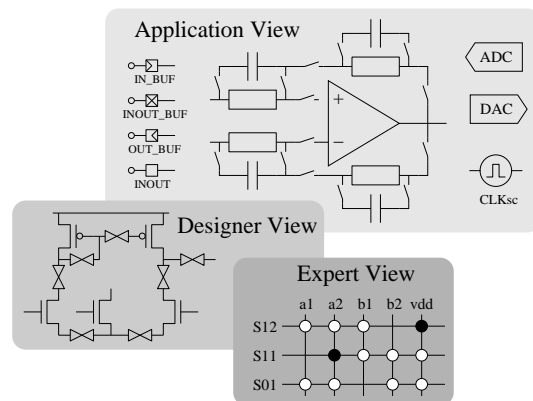 Application View
IN_BUF
INOUT_BUF
OUT_BUF
INOUT
+
−
ADC
DAC
CLKsc
Designer View
Expert View
a1 a2 b1 b2 vdd
S12
S11
S01